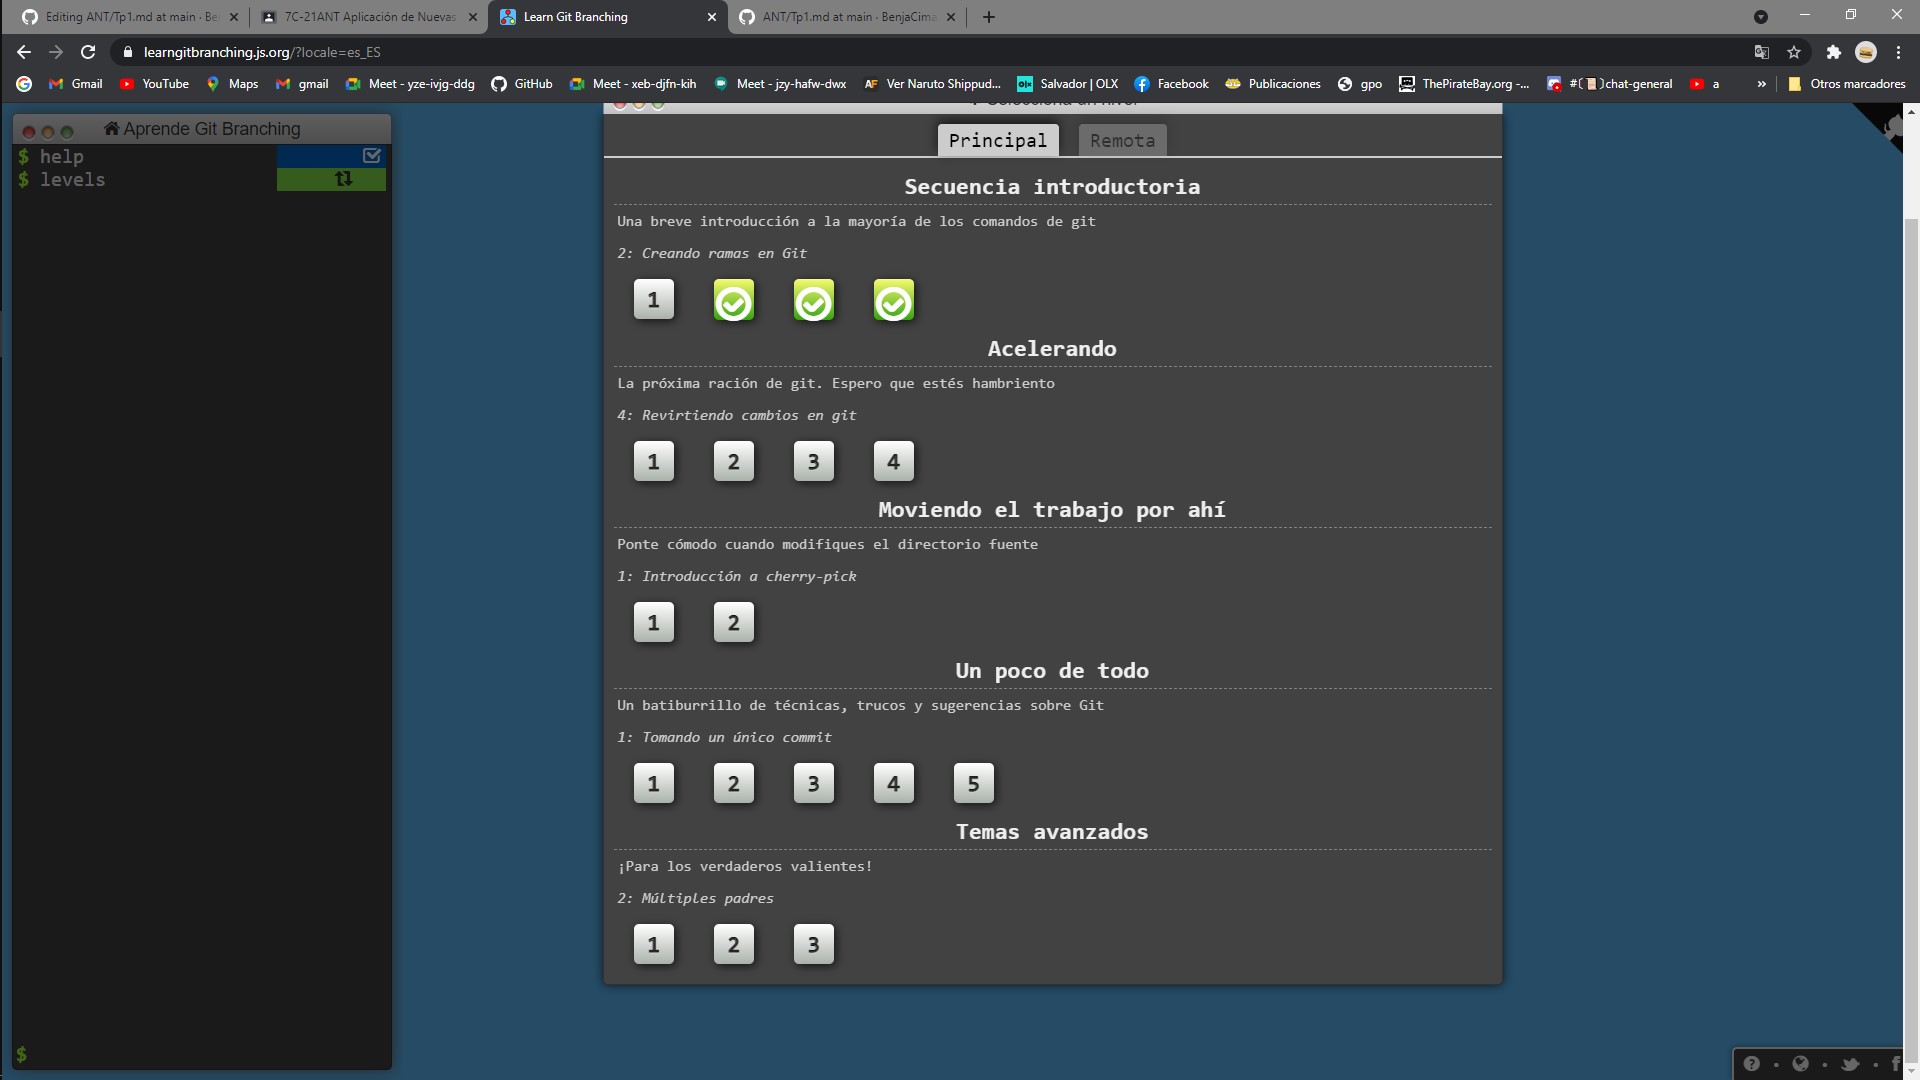 Editing ANT/Tp1.md at main · Be
7C-21ANT Aplicación de Nuevas
Learn Git Branching
ANT/Tp1.md at main · BenjaCima
learngitbranching.js.org/?locale=es_ES
Gmail
YouTube
Maps
gmail
Meet - yze-ivjg-ddg
GitHub
Meet - xeb-djfn-kih
Meet - jzy-hafw-dwx
AF
Ver Naruto Shippud...
olx
Salvador | OLX
Facebook
Publicaciones
gpo
ThePirateBay.org -...
#〔📜〕chat-general
a
»
Otros marcadores
Aprende Git Branching
$ help
$ levels
$
Selecciona un nivel
Principal
Remota
Secuencia introductoria
Una breve introducción a la mayoría de los comandos de git
2: Creando ramas en Git
1
Acelerando
La próxima ración de git. Espero que estés hambriento
4: Revirtiendo cambios en git
1 2 3 4
Moviendo el trabajo por ahí
Ponte cómodo cuando modifiques el directorio fuente
1: Introducción a cherry-pick
1 2
Un poco de todo
Un batiburrillo de técnicas, trucos y sugerencias sobre Git
1: Tomando un único commit
1 2 3 4 5
Temas avanzados
¡Para los verdaderos valientes!
2: Múltiples padres
1 2 3